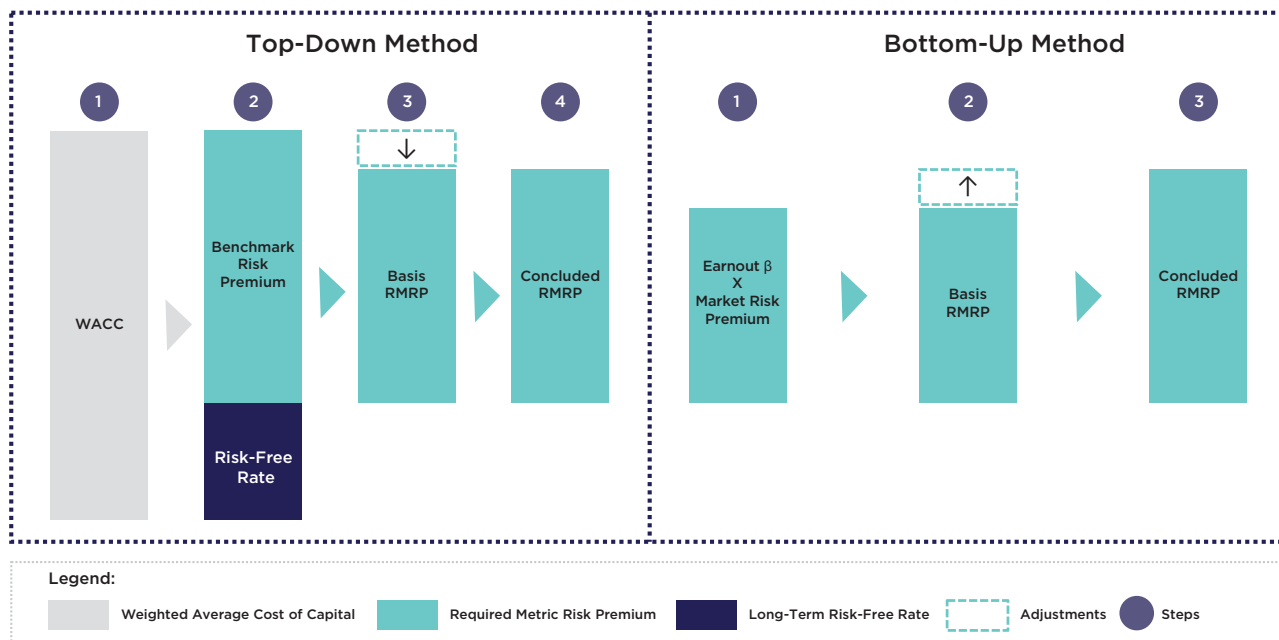 Top-Down Method
1
2
3
4
WACC
Benchmark
Risk
Premium
Risk-Free
Rate
↓
Basis
RMRP
Concluded
RMRP
Bottom-Up Method
1
2
3
Earnout β
X
Market Risk
Premium
↑
Basis
RMRP
Concluded
RMRP
Legend:
Weighted Average Cost of Capital
Required Metric Risk Premium
Long-Term Risk-Free Rate
Adjustments
Steps